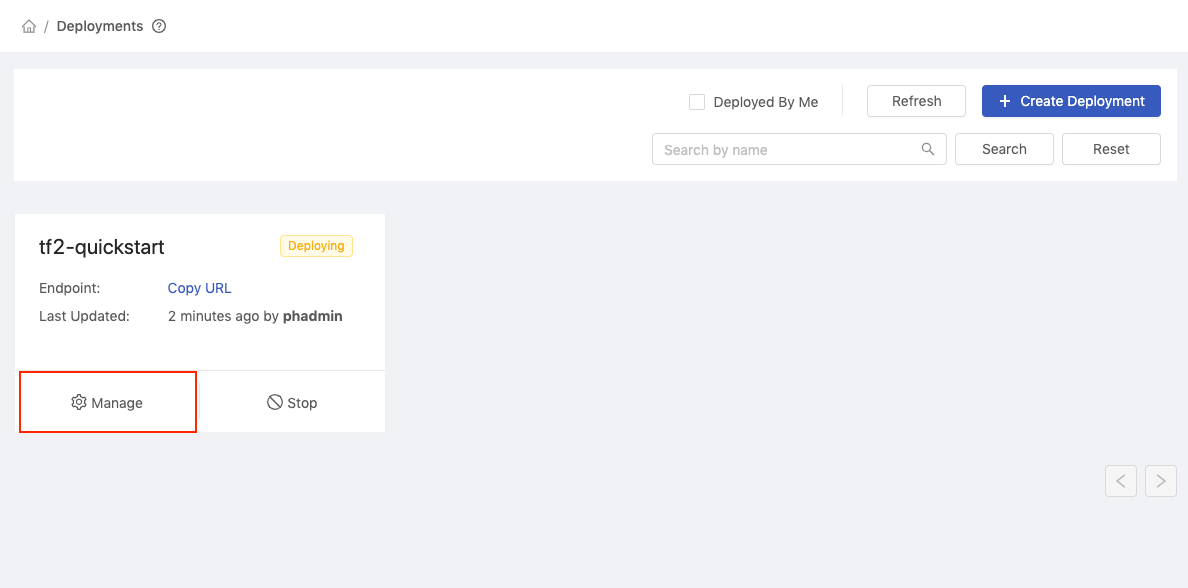 / Deployments ?
Deployed By Me Refresh + Create Deployment
Search by name Search Reset
tf2-quickstart Deploying
Endpoint: Copy URL
Last Updated: 2 minutes ago by phadmin
Manage Stop